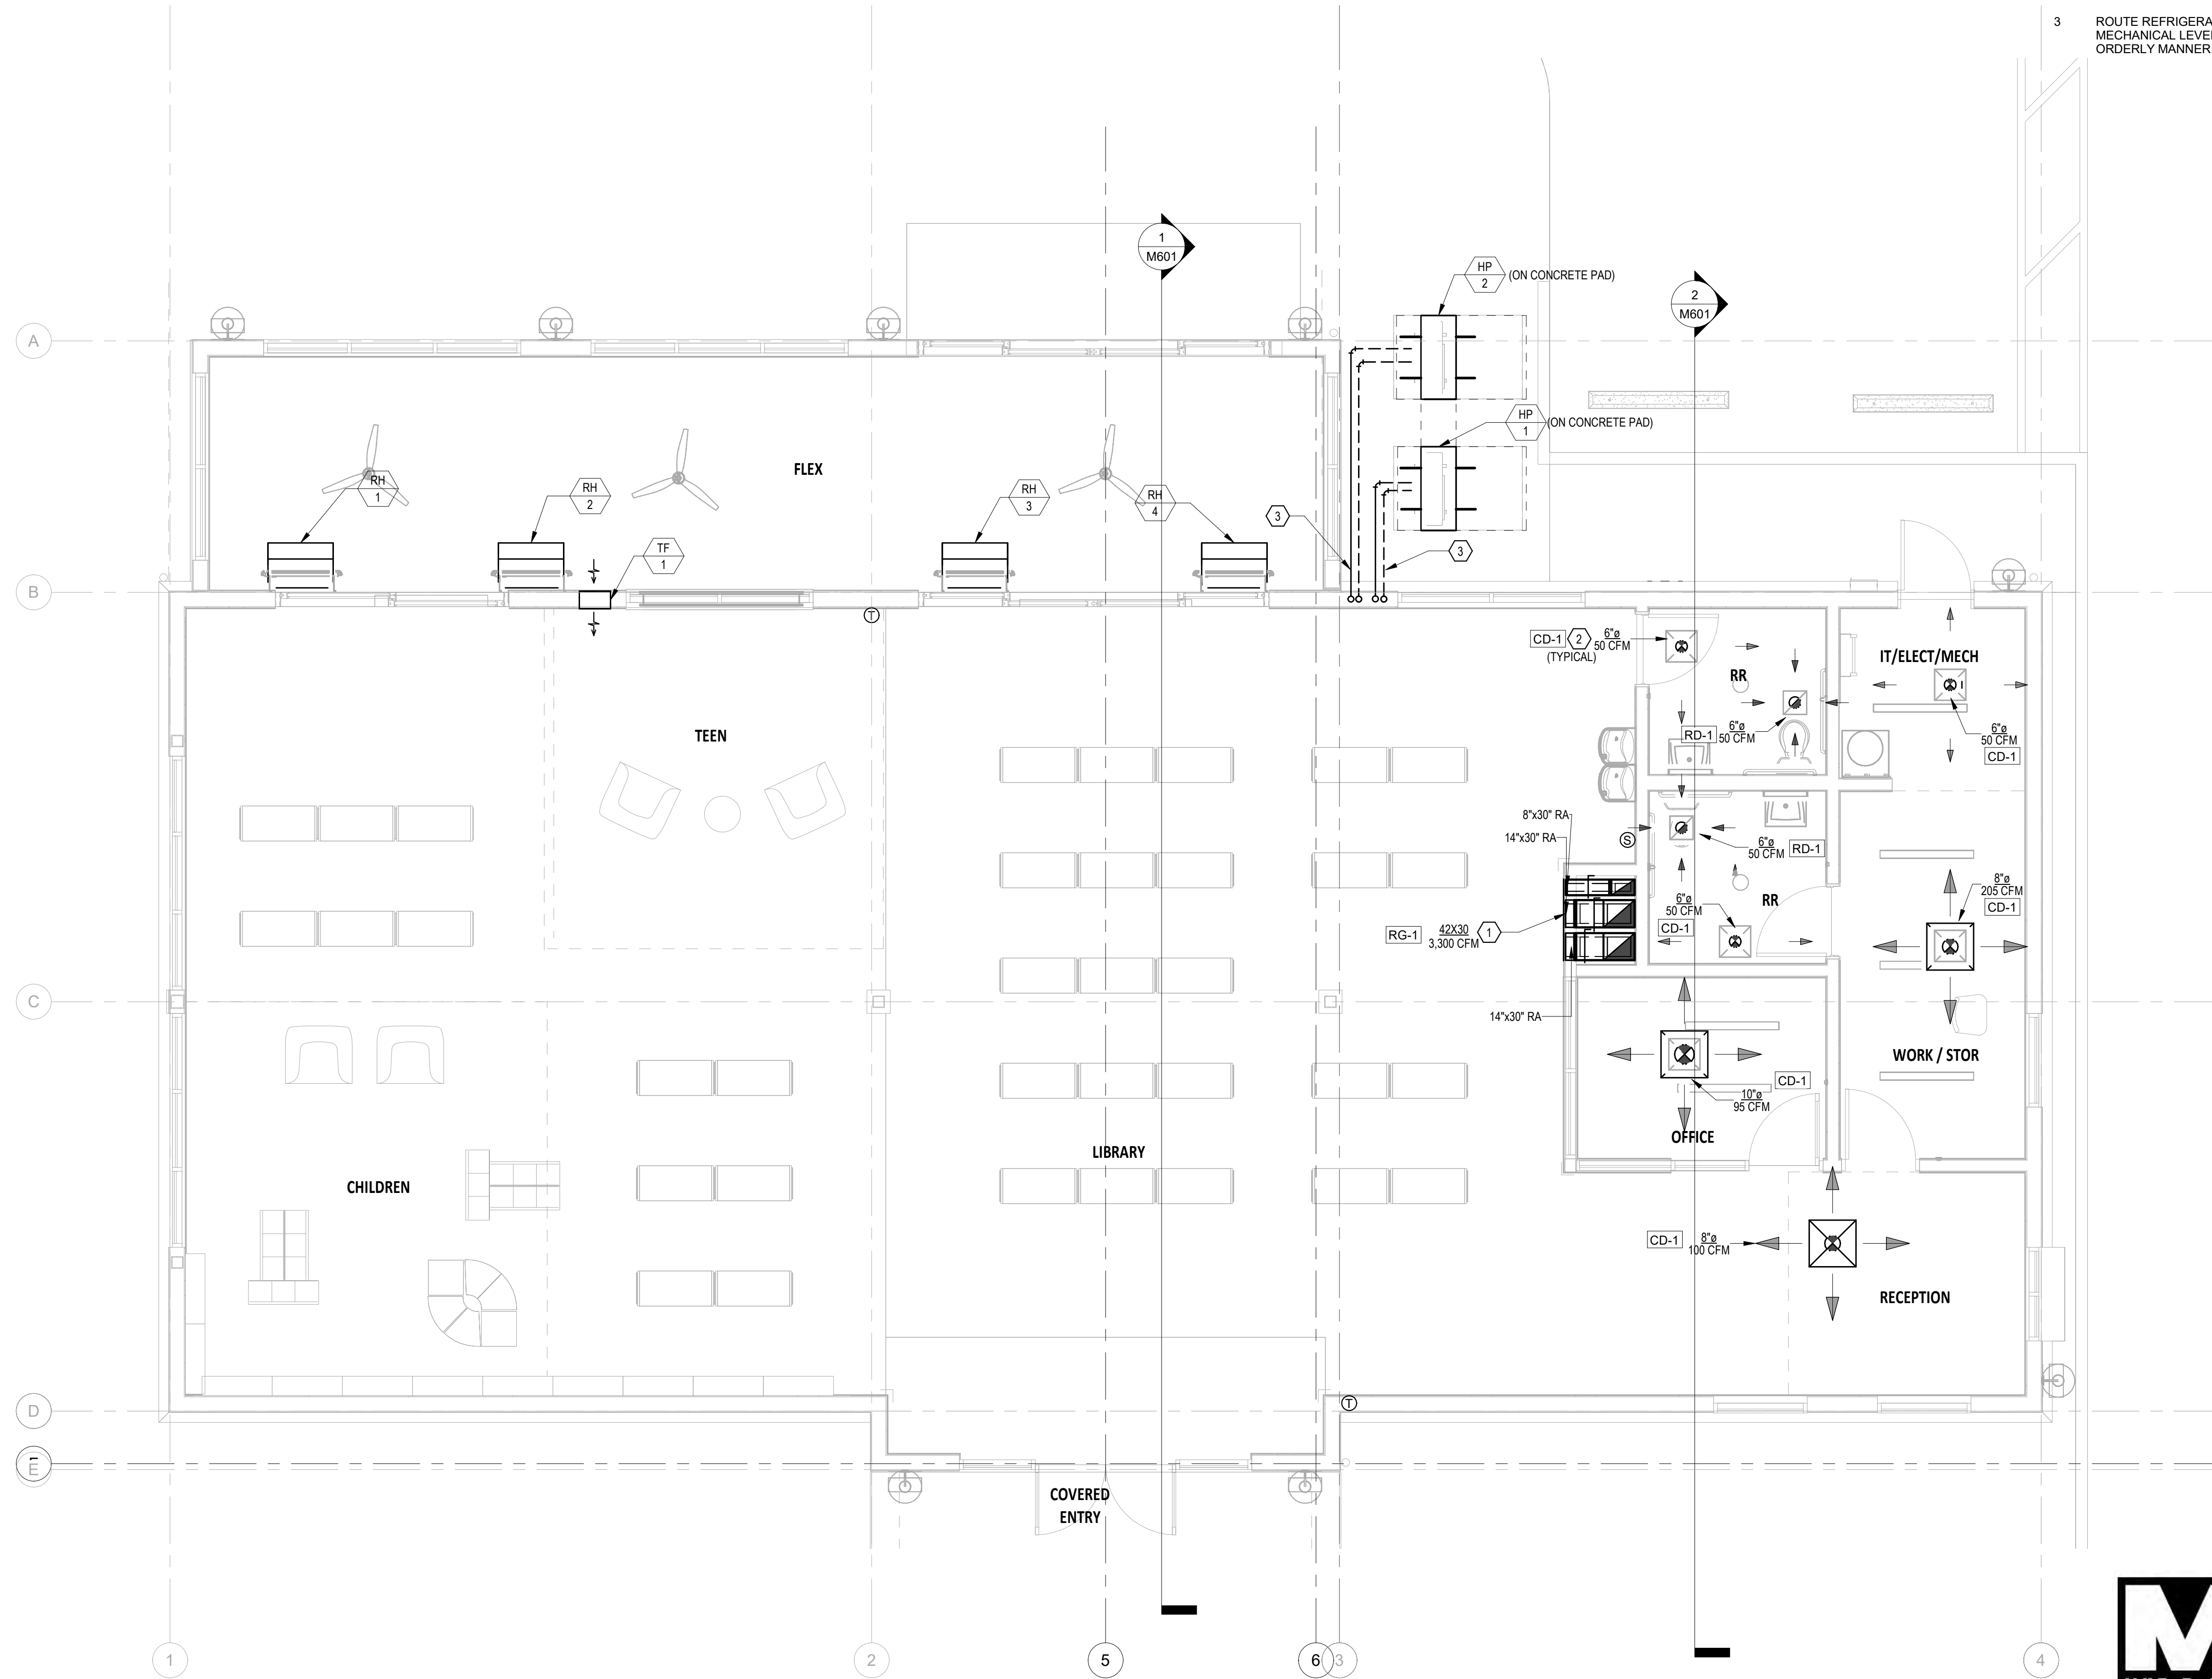 3 ROUTE REFRIGERA
MECHANICAL LEVE
ORDERLY MANNER
1
M601
HP
2
(ON CONCRETE PAD)
2
M601
A
HP
1
(ON CONCRETE PAD)
FLEX
RH
1
RH
2
RH
3
RH
4
3
TF
1
3
B
T
CD-1
2
6"ø
50 CFM
(TYPICAL)
RR
IT/ELECT/MECH
TEEN
RD-1
6"ø
50 CFM
6"ø
50 CFM
CD-1
8"x30" RA
14"x30" RA
S
6"ø
50 CFM
RD-1
8"ø
205 CFM
CD-1
6"ø
50 CFM
CD-1
RR
RG-1
42X30
3,300 CFM
1
C
14"x30" RA
WORK / STOR
CD-1
10"ø
95 CFM
OFFICE
LIBRARY
CHILDREN
CD-1
8"ø
100 CFM
RECEPTION
D
T
E
COVERED
ENTRY
1
2
5
6
3
4
M